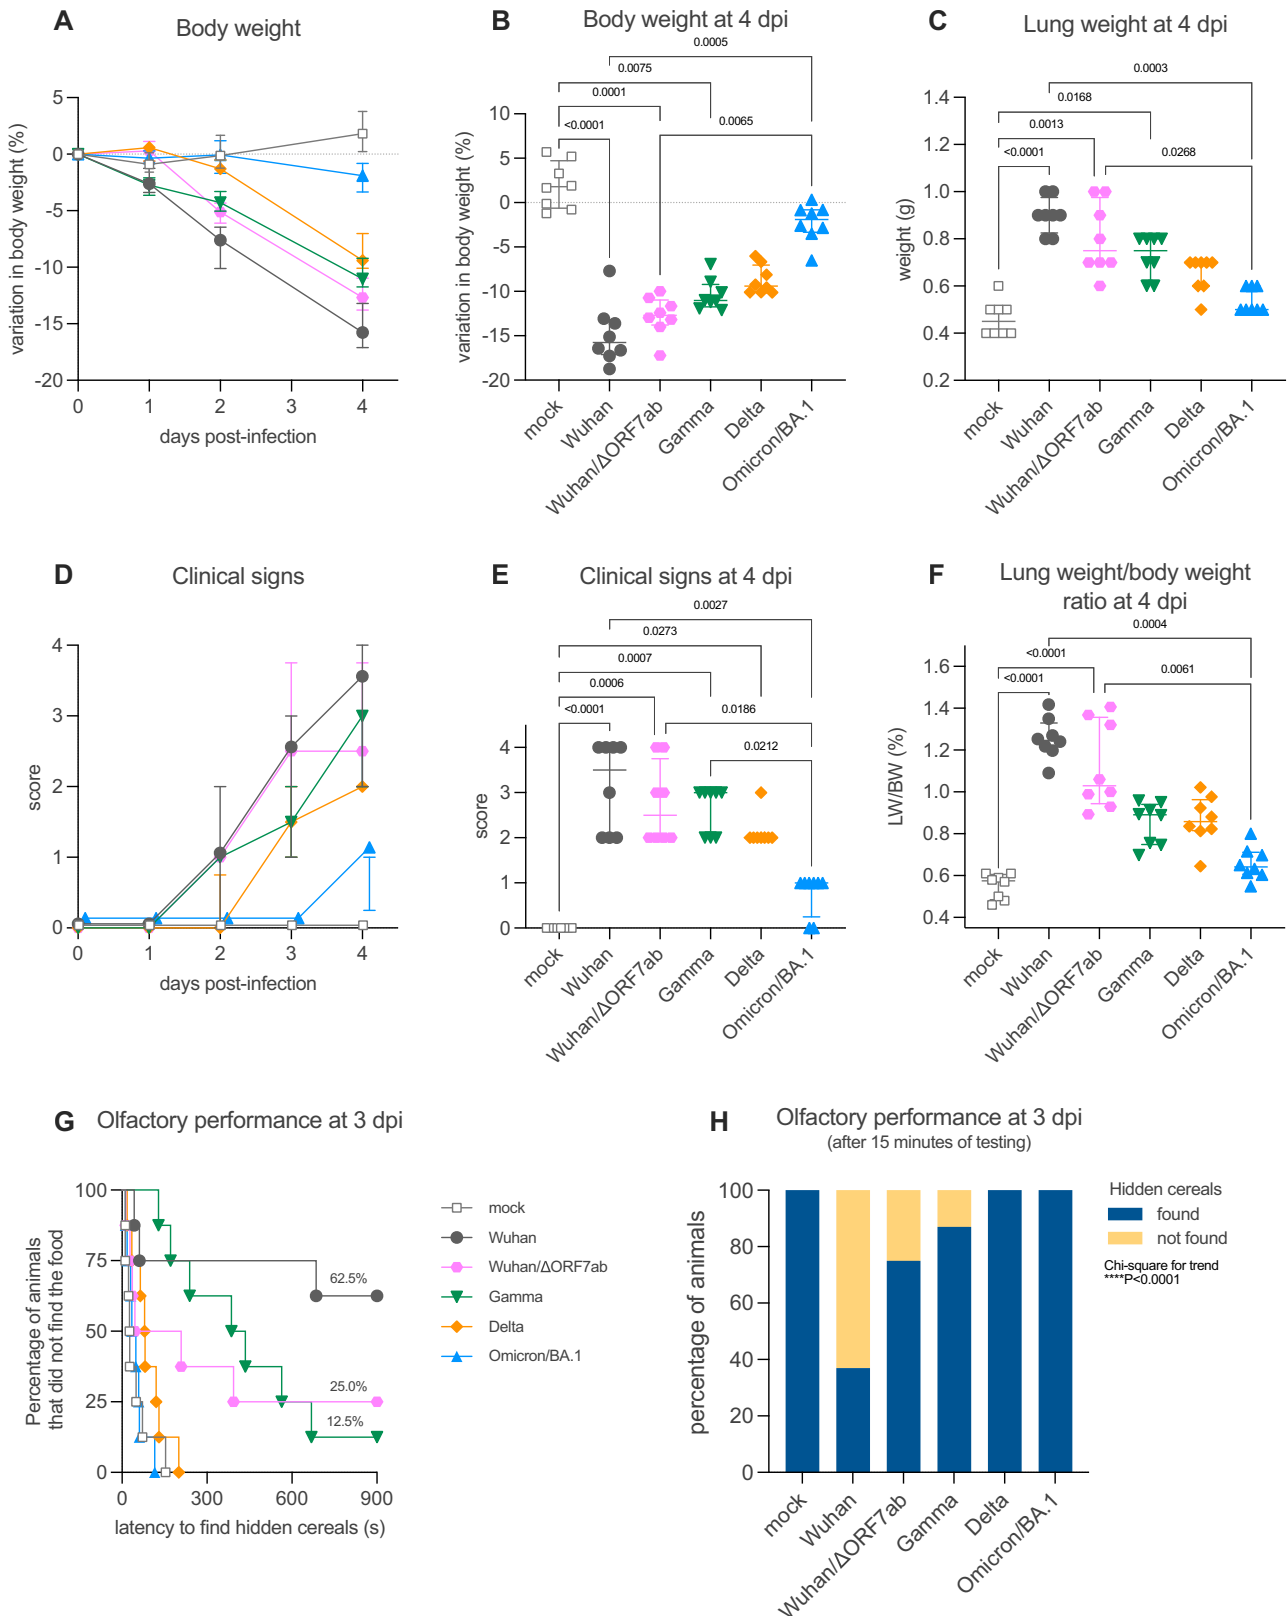 A
Body weight
variation in body weight (%)
5
0
-5
-10
-15
-20
0
1
2
3
4
days post-infection
B
Body weight at 4 dpi
0.0005
0.0075
0.0001
<0.0001
0.0065
variation in body weight (%)
10
5
0
-5
-10
-15
-20
mock
Wuhan
Wuhan/ΔORF7ab
Gamma
Delta
Omicron/BA.1
C
Lung weight at 4 dpi
0.0003
0.0168
0.0013
<0.0001
0.0268
weight (g)
1.4
1.2
1.0
0.8
0.6
0.4
0.2
mock
Wuhan
Wuhan/ΔORF7ab
Gamma
Delta
Omicron/BA.1
D
Clinical signs
score
4
3
2
1
0
0
1
2
3
4
days post-infection
E
Clinical signs at 4 dpi
0.0027
0.0273
0.0007
0.0006
<0.0001
0.0186
0.0212
score
4
3
2
1
0
mock
Wuhan
Wuhan/ΔORF7ab
Gamma
Delta
Omicron/BA.1
F
Lung weight/body weight
ratio at 4 dpi
0.0004
<0.0001
<0.0001
0.0061
LW/BW (%)
1.6
1.4
1.2
1.0
0.8
0.6
0.4
mock
Wuhan
Wuhan/ΔORF7ab
Gamma
Delta
Omicron/BA.1
G
Olfactory performance at 3 dpi
Percentage of animals
that did not find the food
100
75
50
25
0
62.5%
25.0%
12.5%
0
300
600
900
latency to find hidden cereals (s)
mock
Wuhan
Wuhan/ΔORF7ab
Gamma
Delta
Omicron/BA.1
H
Olfactory performance at 3 dpi
(after 15 minutes of testing)
percentage of animals
100
80
60
40
20
0
mock
Wuhan
Wuhan/ΔORF7ab
Gamma
Delta
Omicron/BA.1
Hidden cereals
found
not found
Chi-square for trend
****P<0.0001